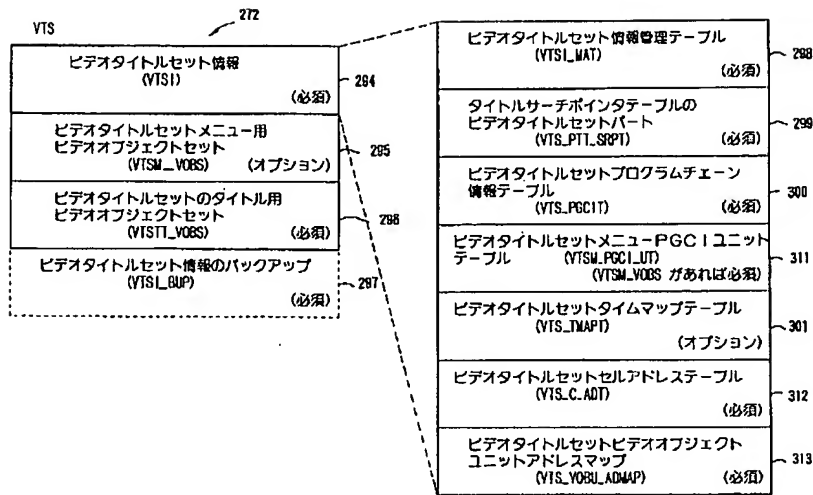 VTS
272
ビデオタイトルセット情報
(VTSI)
(必須)
294
ビデオタイトルセットメニュー用
ビデオオブジェクトセット
(VTSM_VOBS) (オプション)
295
ビデオタイトルセットのタイトル用
ビデオオブジェクトセット
(VTSTT_VOBS) (必須)
296
ビデオタイトルセット情報のバックアップ
(VTSI_BUP)
(必須)
297
ビデオタイトルセット情報管理テーブル
(VTSI_MAT)
(必須)
298
タイトルサーチポインタテーブルの
ビデオタイトルセットパート
(VTS_PTT_SRPT) (必須)
299
ビデオタイトルセットプログラムチェーン
情報テーブル
(VTS_PGCIT) (必須)
300
ビデオタイトルセットメニューPGCIユニット
テーブル (VTSM_PGCI_UT)
(VTSM_VOBS があれば必須)
311
ビデオタイトルセットタイムマップテーブル
(VTS_TMAPT)
(オプション)
301
ビデオタイトルセットセルアドレステーブル
(VTS_C_ADT)
(必須)
312
ビデオタイトルセットビデオオブジェクト
ユニットアドレスマップ
(VTS_VOBU_ADMAP) (必須)
313